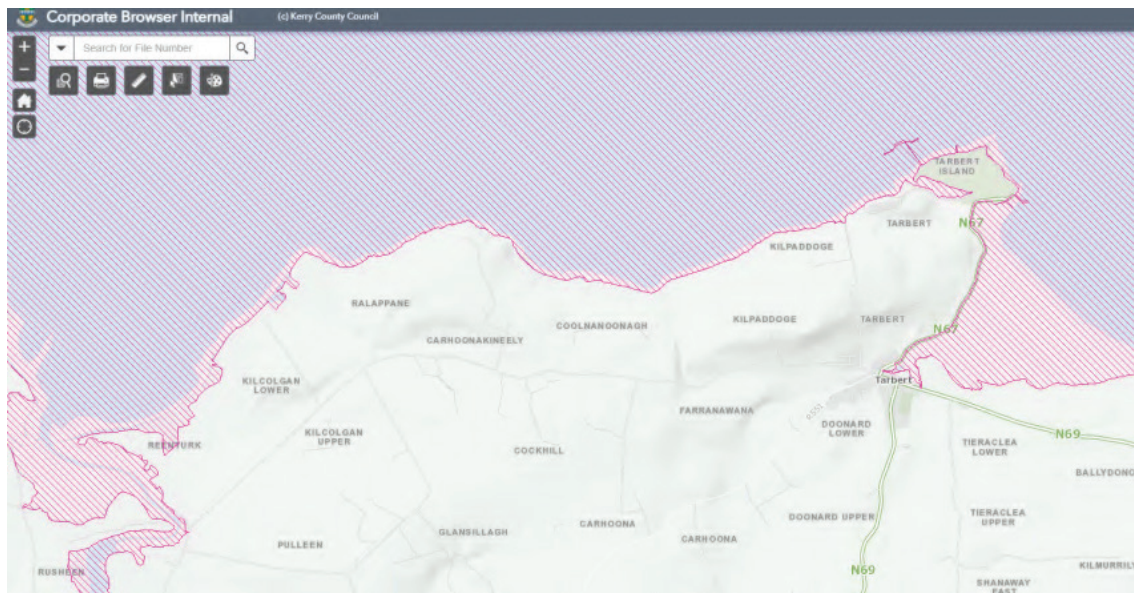 Corporate Browser Internal
(c) Kerry County Council
+
Search for File Number
−
TARBERT
ISLAND
TARBERT
N67
KILPADDOGE
RALAPPANE
KILPADDOGE
TARBERT
COOLNANOONAGH
N67
CARHOONAKINEELY
KILCOLGAN
LOWER
Tarbert
FARRANAWANA
DOONARD
LOWER
KILCOLGAN
UPPER
REENTURK
N69
TIERACLEA
LOWER
COCKHILL
BALLYDONO
TIERACLEA
UPPER
DOONARD UPPER
CARHOONA
GLANSILLAGH
CARHOONA
PULLEEN
RUSHEEN
N69
KILMURRILY
SHANAWAY
EAST